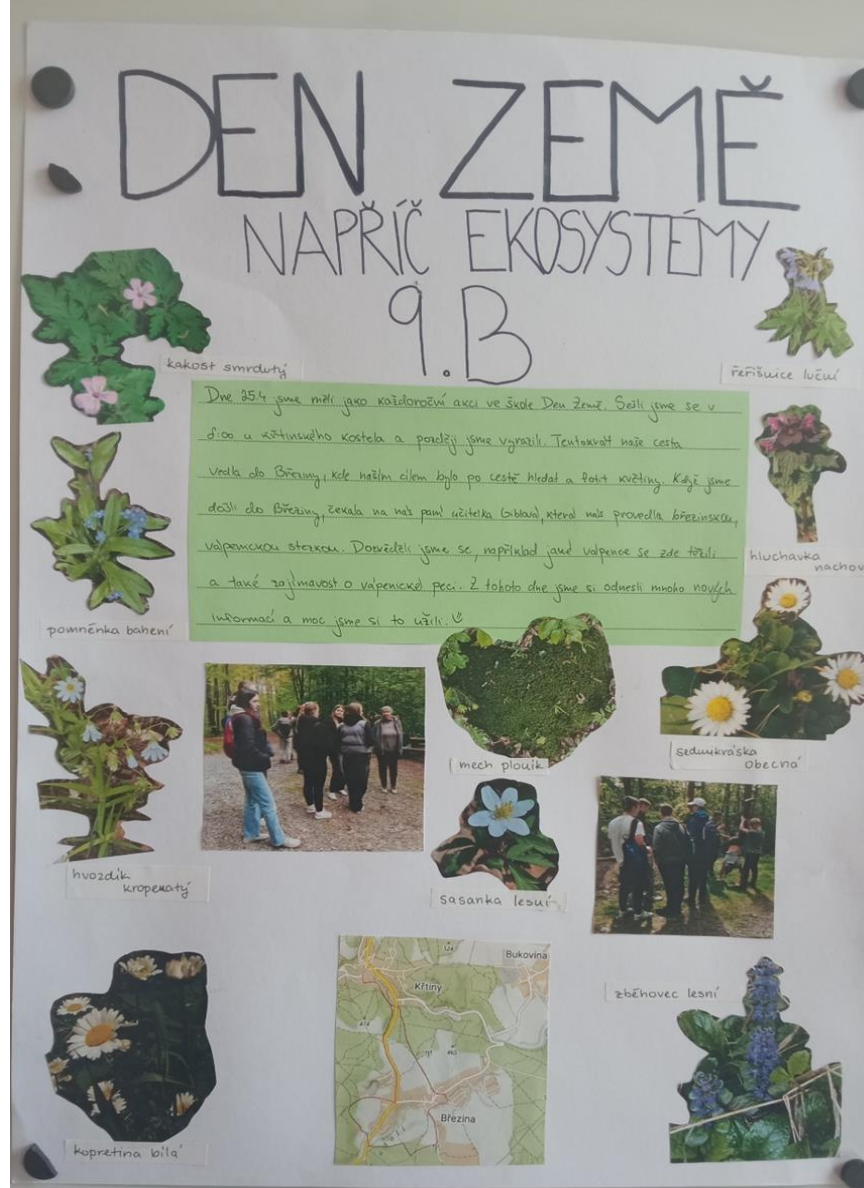 DEN ZEMĚ
NAPŘÍČ EKOSYSTÉMY
9.B
kakost smrdutý
řeřišnice luční
Dne 25.4 jsme měli jako každoroční akci ve škole Den Země. Sešli jsme se v
8:00 u křtinského kostela a později jsme vyrazili. Tentokrát naše cesta
vedla do Březiny, kde naším cílem bylo po cestě hledat a fotit květiny. Když jsme
došli do Březiny, čekala na nás paní učitelka Giblová, která nás provedla březinskou,
vápenickou stezkou. Dozvěděli jsme se, například jaké vápence se zde těžili
a také zajímavost o vápenické peci. Z tohoto dne jsme si odnesli mnoho nových
informací a moc jsme si to užili.
hluchavka
nachov
pomněnka bahení
mech ploník
sedmikráska
obecná
hvozdík
kropenatý
sasanka lesní
zběhovec lesní
Bukovina
Křtiny
Březina
kopretina bílá